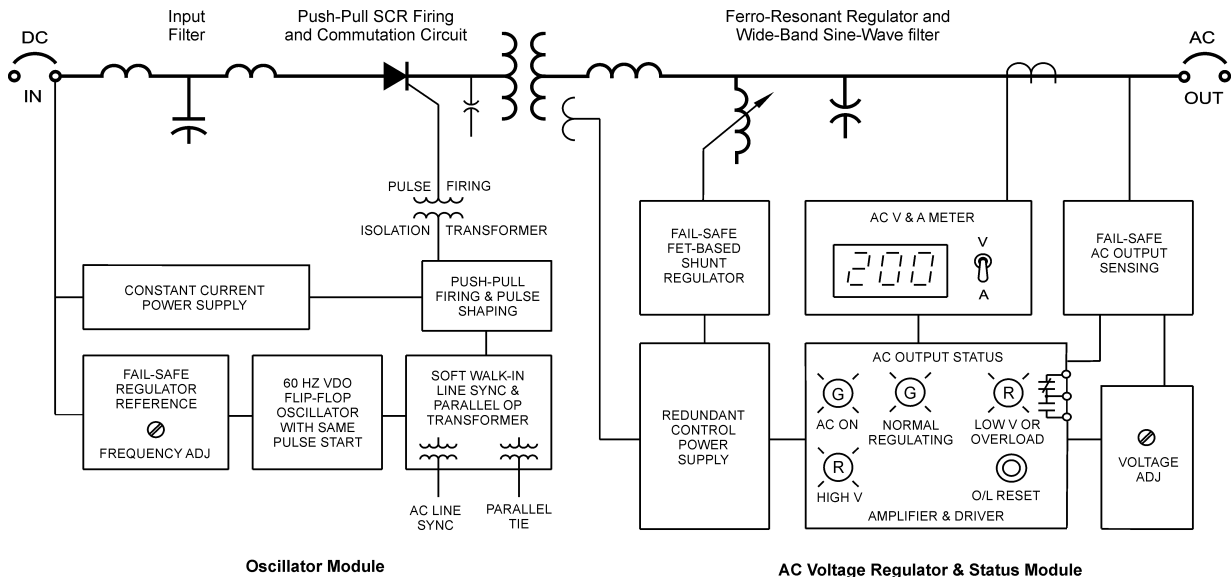 Input
Filter
Push-Pull SCR Firing
and Commutation Circuit
Ferro-Resonant Regulator and
Wide-Band Sine-Wave filter
DC
IN
AC
OUT
PULSE FIRING
ISOLATION TRANSFORMER
CONSTANT CURRENT
POWER SUPPLY
PUSH-PULL
FIRING & PULSE
SHAPING
FAIL-SAFE
REGULATOR
REFERENCE
FREQUENCY ADJ
60 HZ VDO
FLIP-FLOP
OSCILLATOR
WITH SAME
PULSE START
SOFT WALK-IN
LINE SYNC &
PARALLEL OP
TRANSFORMER
AC LINE
SYNC
PARALLEL
TIE
Oscillator Module
FAIL-SAFE
FET-BASED
SHUNT
REGULATOR
AC V & A METER
200
V
A
FAIL-SAFE
AC OUTPUT
SENSING
REDUNDANT
CONTROL
POWER
SUPPLY
AC OUTPUT STATUS
G
AC ON
G
NORMAL
REGULATING
R
LOW V OR
OVERLOAD
R
HIGH V
O/L RESET
AMPLIFIER & DRIVER
VOLTAGE
ADJ
AC Voltage Regulator & Status Module